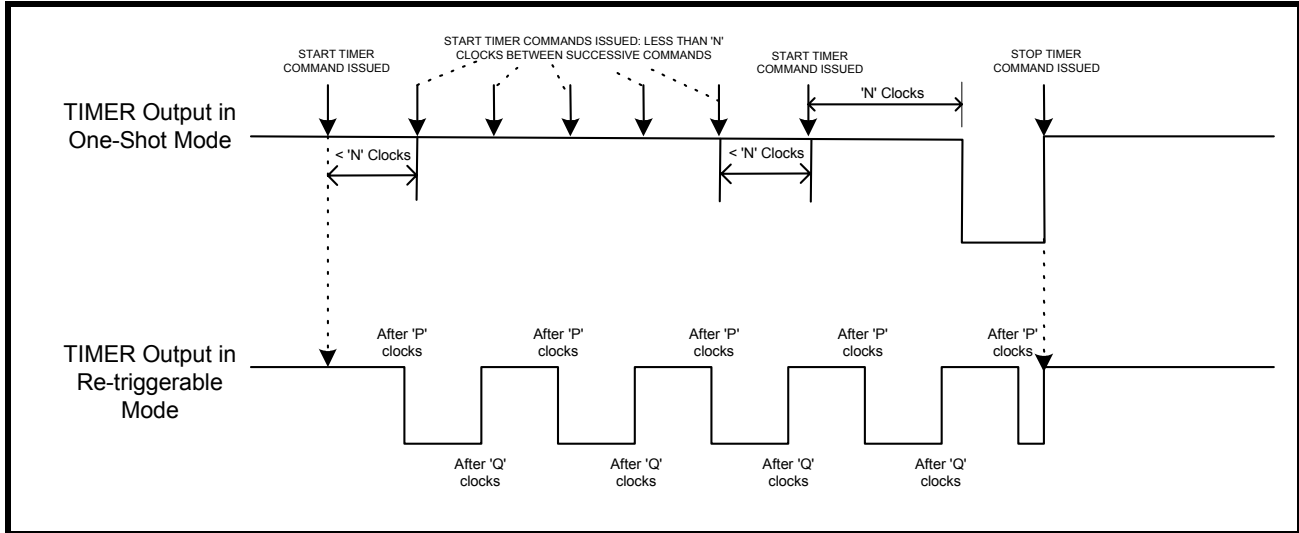 START TIMER
COMMAND ISSUED
START TIMER COMMANDS ISSUED: LESS THAN 'N'
CLOCKS BETWEEN SUCCESSIVE COMMANDS
START TIMER
COMMAND ISSUED
STOP TIMER
COMMAND ISSUED
'N' Clocks
TIMER Output in
One-Shot Mode
< 'N' Clocks
< 'N' Clocks
After 'P'
clocks
After 'P'
clocks
After 'P'
clocks
After 'P'
clocks
After 'P'
clocks
TIMER Output in
Re-triggerable
Mode
After 'Q'
clocks
After 'Q'
clocks
After 'Q'
clocks
After 'Q'
clocks